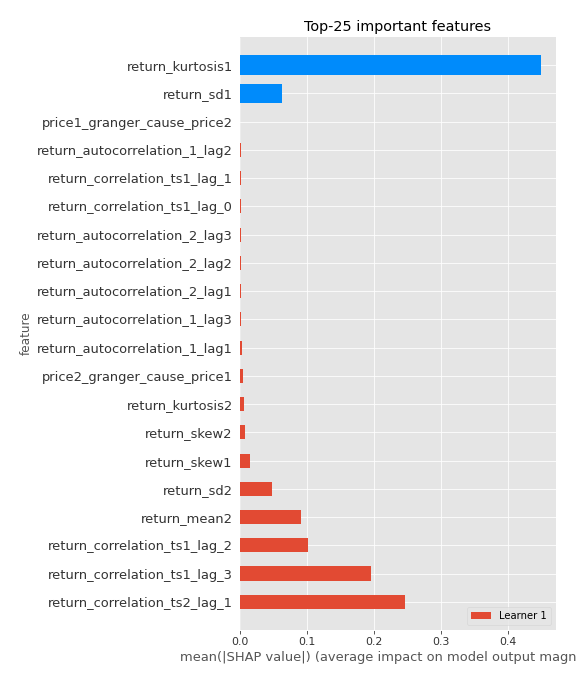 Top-25 important features
return_kurtosis1
return_sd1
price1_granger_cause_price2
return_autocorrelation_1_lag2
return_correlation_ts1_lag_1
return_correlation_ts1_lag_0
return_autocorrelation_2_lag3
return_autocorrelation_2_lag2
return_autocorrelation_2_lag1
return_autocorrelation_1_lag3
return_autocorrelation_1_lag1
price2_granger_cause_price1
return_kurtosis2
return_skew2
return_skew1
return_sd2
return_mean2
return_correlation_ts1_lag_2
return_correlation_ts1_lag_3
return_correlation_ts2_lag_1
feature
Learner 1
0.0 0.1 0.2 0.3 0.4
mean(|SHAP value|) (average impact on model output magn